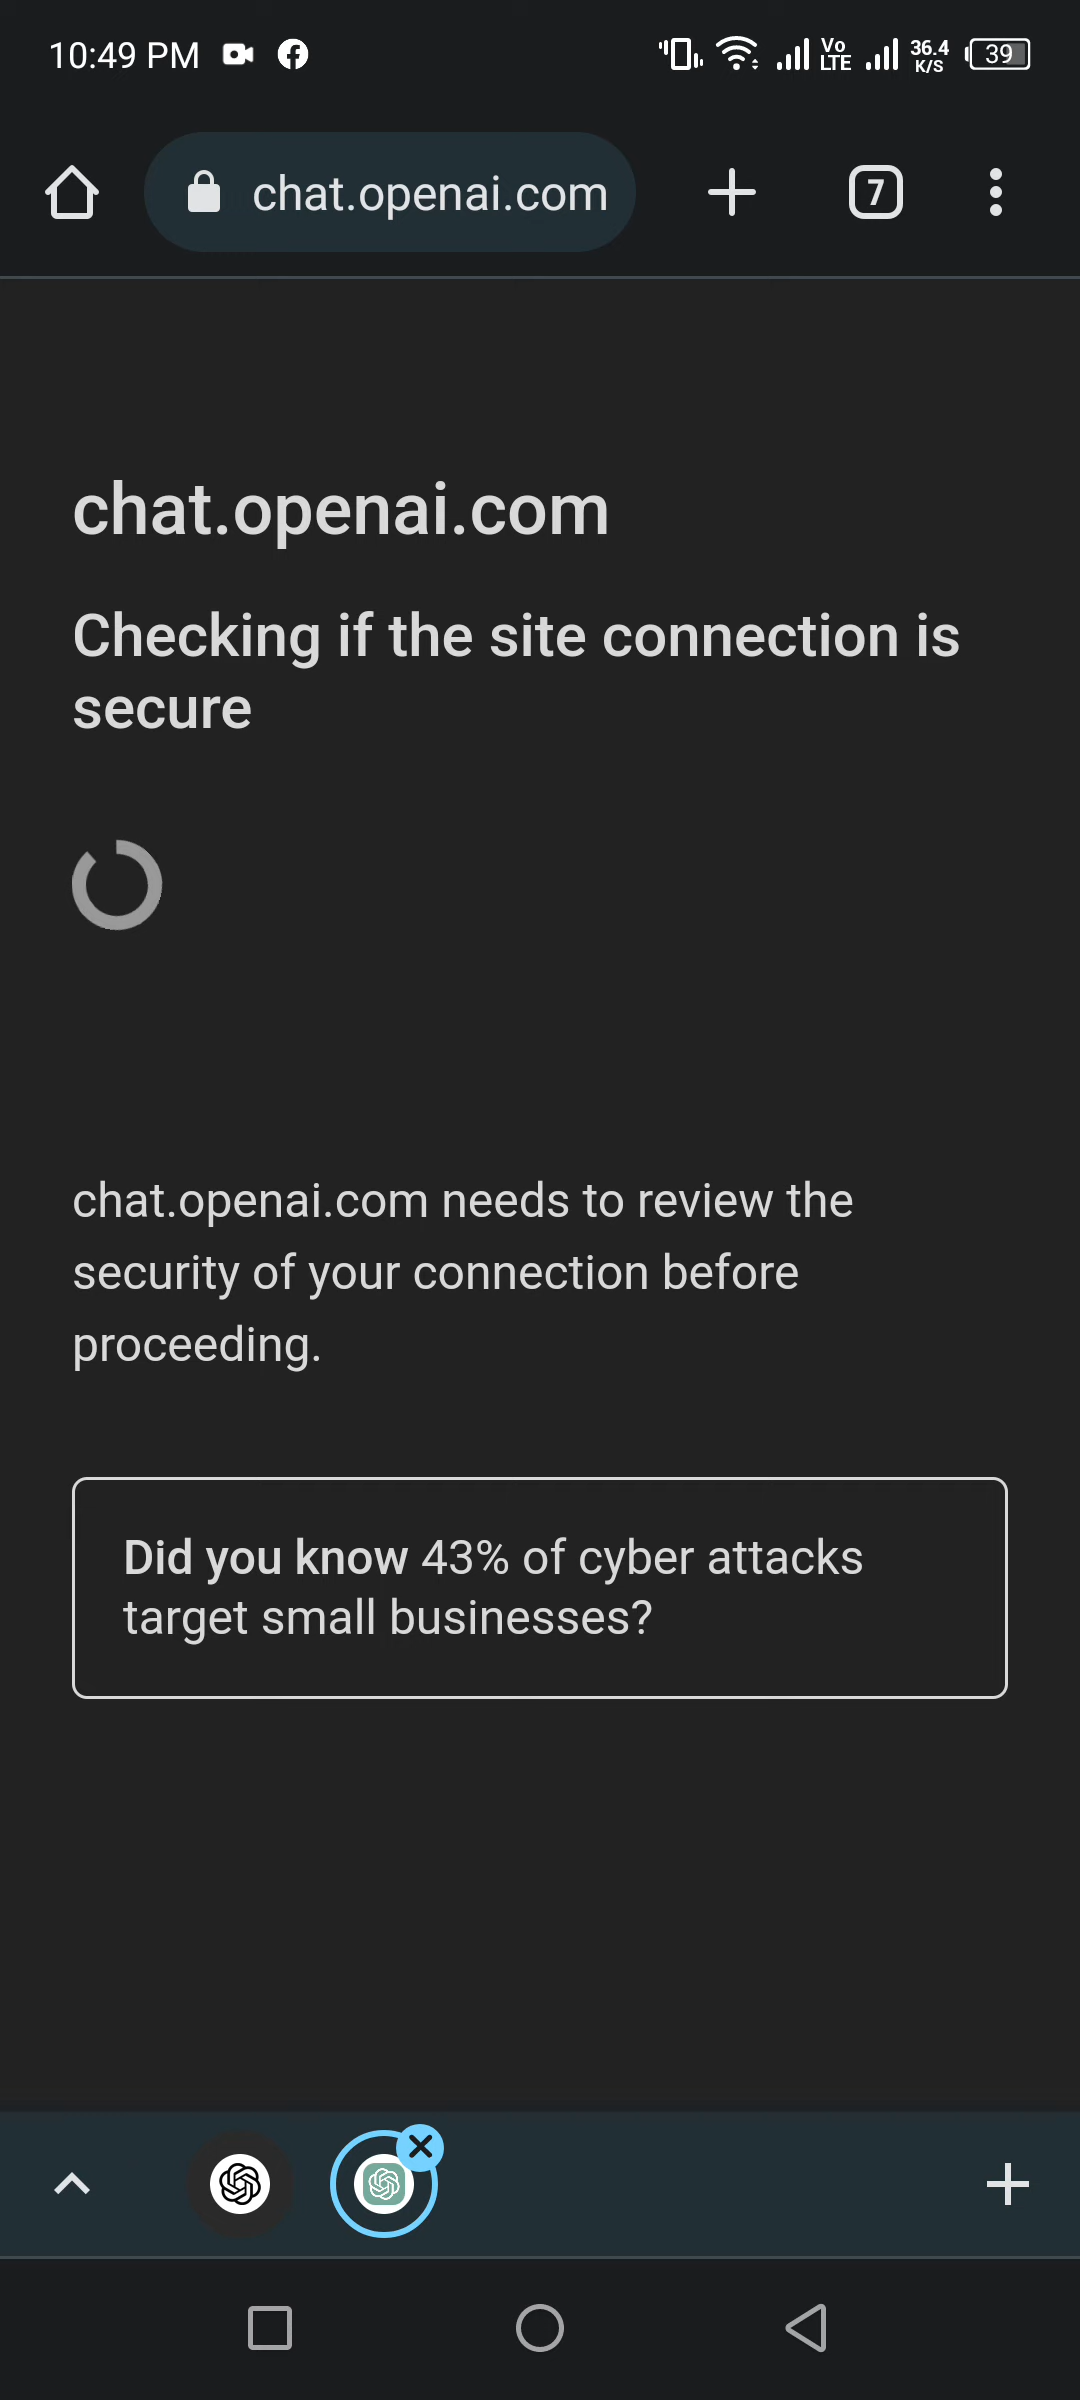 10:49 PM Vo LTE 36.4 K/S 39
chat.openai.com 7
chat.openai.com
Checking if the site connection is
secure
chat.openai.com needs to review the
security of your connection before
proceeding.
Did you know 43% of cyber attacks
target small businesses?